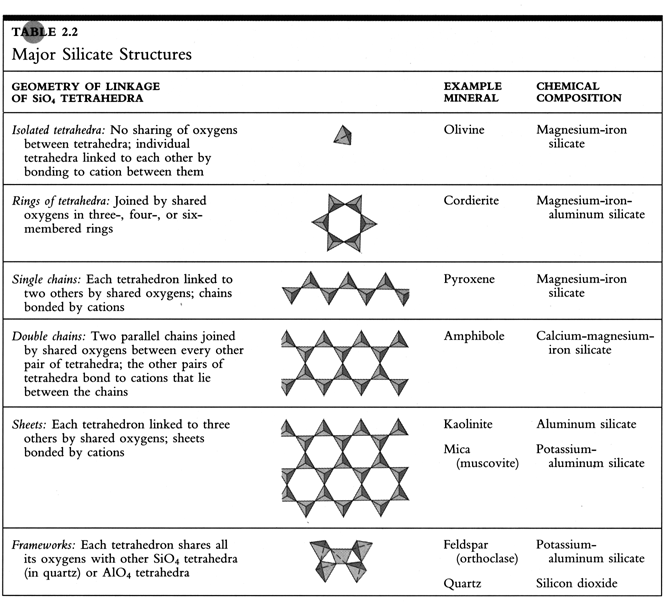 TABLE 2.2
Major Silicate Structures
GEOMETRY OF LINKAGE
OF SiO₄ TETRAHEDRA
EXAMPLE
MINERAL
CHEMICAL
COMPOSITION
Isolated tetrahedra: No sharing of oxygens
between tetrahedra; individual
tetrahedra linked to each other by
bonding to cation between them
Olivine
Magnesium-iron
silicate
Rings of tetrahedra: Joined by shared
oxygens in three-, four-, or six-
membered rings
Cordierite
Magnesium-iron-
aluminum silicate
Single chains: Each tetrahedron linked to
two others by shared oxygens; chains
bonded by cations
Pyroxene
Magnesium-iron
silicate
Double chains: Two parallel chains joined
by shared oxygens between every other
pair of tetrahedra; the other pairs of
tetrahedra bond to cations that lie
between the chains
Amphibole
Calcium-magnesium-
iron silicate
Sheets: Each tetrahedron linked to three
others by shared oxygens; sheets
bonded by cations
Kaolinite
Aluminum silicate
Mica
(muscovite)
Potassium-
aluminum silicate
Frameworks: Each tetrahedron shares all
its oxygens with other SiO₄ tetrahedra
(in quartz) or AlO₄ tetrahedra
Feldspar
(orthoclase)
Potassium-
aluminum silicate
Quartz
Silicon dioxide